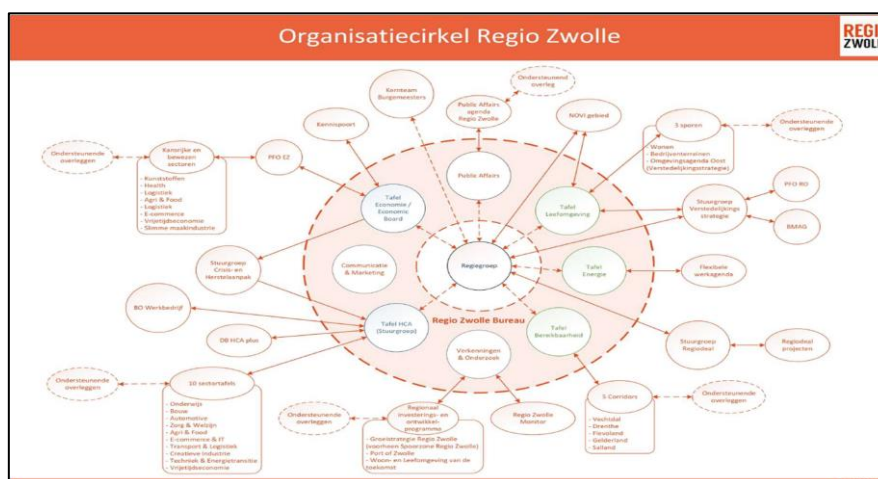 Organisatiecirkel Regio Zwolle
REGIO
ZWOLLE
Kernteam
Burgemeesters
Public Affairs
agenda
Regio Zwolle
Ondersteunend
overleg
Kennispoort
NOVI gebied
3 sporen
- Wonen
- Bedrijventerreinen
- Omgevingsagenda Oost
(Verstedelijkingsstrategie)
Ondersteunende
overleggen
Ondersteunende
overleggen
Kansrijke en
bewezen
sectoren
- Kunststoffen
- Health
- Logistiek
- Agri & Food
- Logistiek
- E-commerce
- Vrijetijdseconomie
- Slimme maakindustrie
PFO EZ
Public Affairs
Tafel
Economie /
Economic
Board
Tafel
Leefomgeving
Stuurgroep
Verstedelijkings
strategie
PFO RO
BMAG
Stuurgroep
Crisis- en
Herstelaanpak
Communicatie
& Marketing
Regiegroep
Tafel
Energie
Flexibele
werkagenda
BO Werkbedrijf
Tafel HCA
(Stuurgroep)
Regio Zwolle Bureau
Tafel
Bereikbaarheid
DB HCA plus
Verkenningen
& Onderzoek
Stuurgroep
Regiodeal
Regiodeal
projecten
Ondersteunende
overleggen
10 sectortafels
- Onderwijs
- Bouw
- Automotive
- Zorg & Welzijn
- Agri & Food
- E-commerce & IT
- Transport & Logistiek
- Creatieve Industrie
- Techniek & Energietransitie
- Vrijetijdseconomie
Ondersteunende
overleggen
Regionaal
investerings- en
ontwikkel-
programma
- Groeistrategie Regio Zwolle
(voorheen Spoorzone Regio Zwolle)
- Port of Zwolle
- Woon- en Leefomgeving van de
toekomst
Regio Zwolle
Monitor
5 Corridors
- Vechtdal
- Drenthe
- Flevoland
- Gelderland
- Salland
Ondersteunende
overleggen